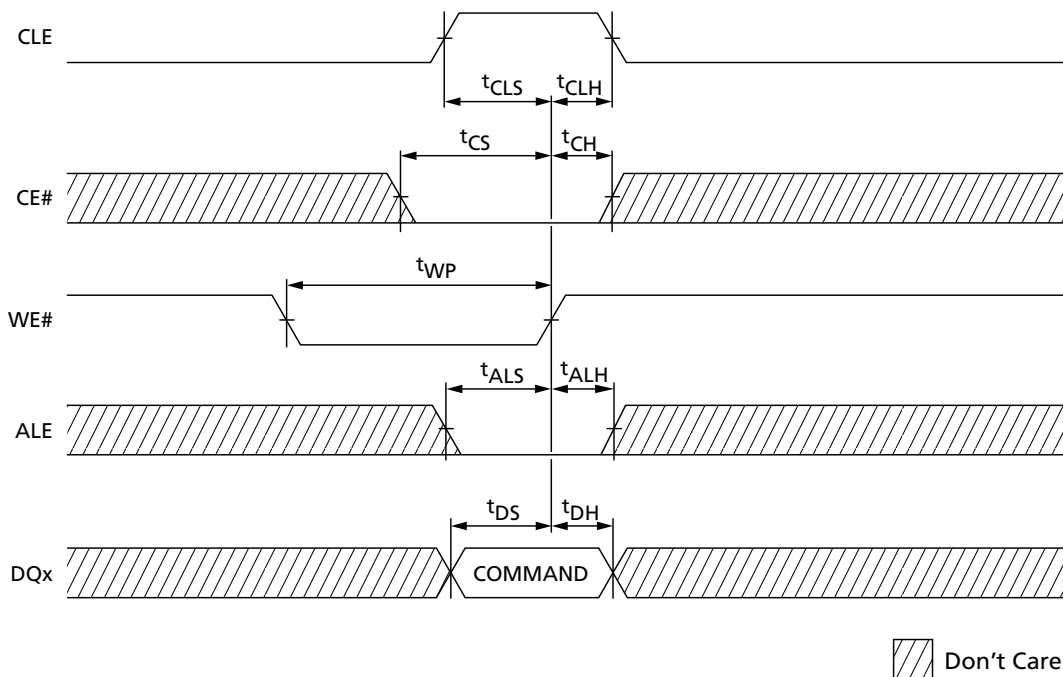 CLE
tCLS
tCLH
tCS
tCH
CE#
tWP
WE#
tALS
tALH
ALE
tDS
tDH
DQx
COMMAND
Don't Care